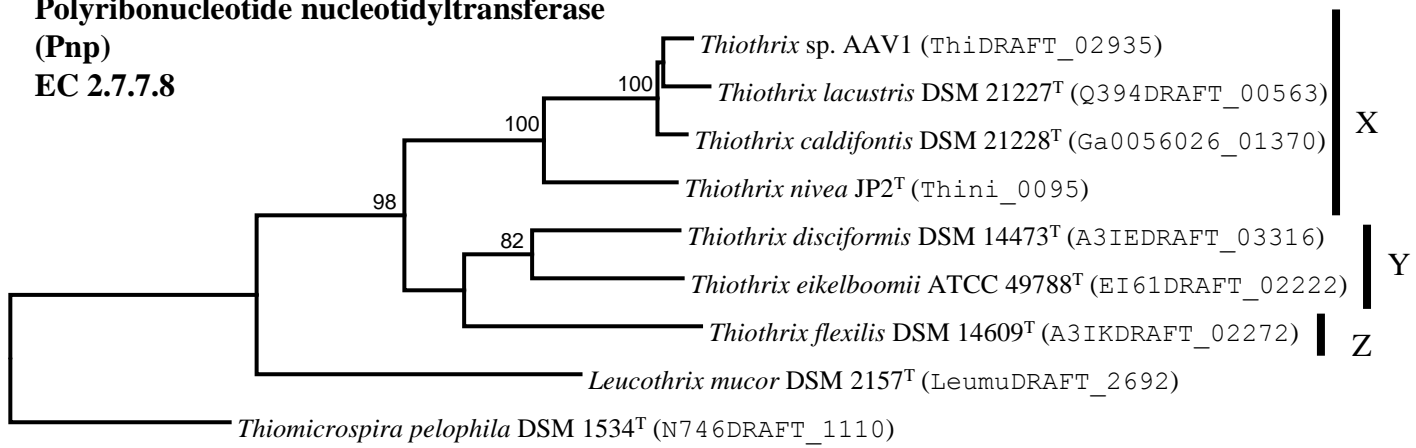 Polyribonucleotide nucleotidyltransferase
(Pnp)
EC 2.7.7.8
Thiothrix sp. AAV1 (ThiDRAFT_02935)
100
Thiothrix lacustris DSM 21227ᵀ (Q394DRAFT_00563)
X
100
Thiothrix caldifontis DSM 21228ᵀ (Ga0056026_01370)
Thiothrix nivea JP2ᵀ (Thini_0095)
98
Thiothrix disciformis DSM 14473ᵀ (A3IEDRAFT_03316)
82
Y
Thiothrix eikelboomii ATCC 49788ᵀ (EI61DRAFT_02222)
Thiothrix flexilis DSM 14609ᵀ (A3IKDRAFT_02272)
Z
Leucothrix mucor DSM 2157ᵀ (LeumuDRAFT_2692)
Thiomicrospira pelophila DSM 1534ᵀ (N746DRAFT_1110)